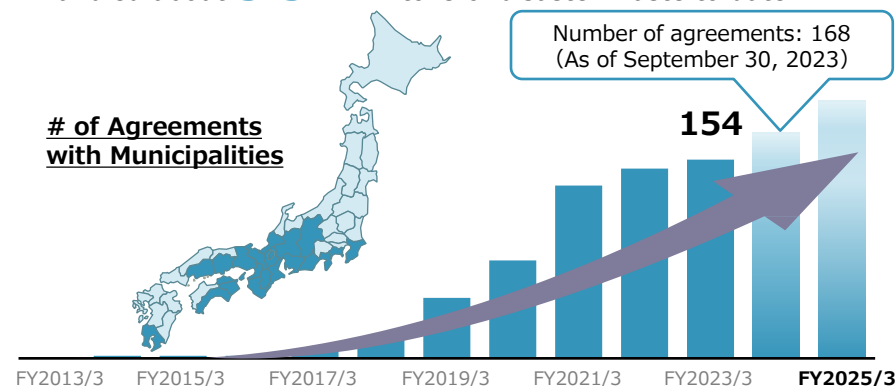 Number of agreements: 168
(As of September 30, 2023)
# of Agreements
with Municipalities
154
FY2013/3 FY2015/3 FY2017/3 FY2019/3 FY2021/3 FY2023/3 FY2025/3